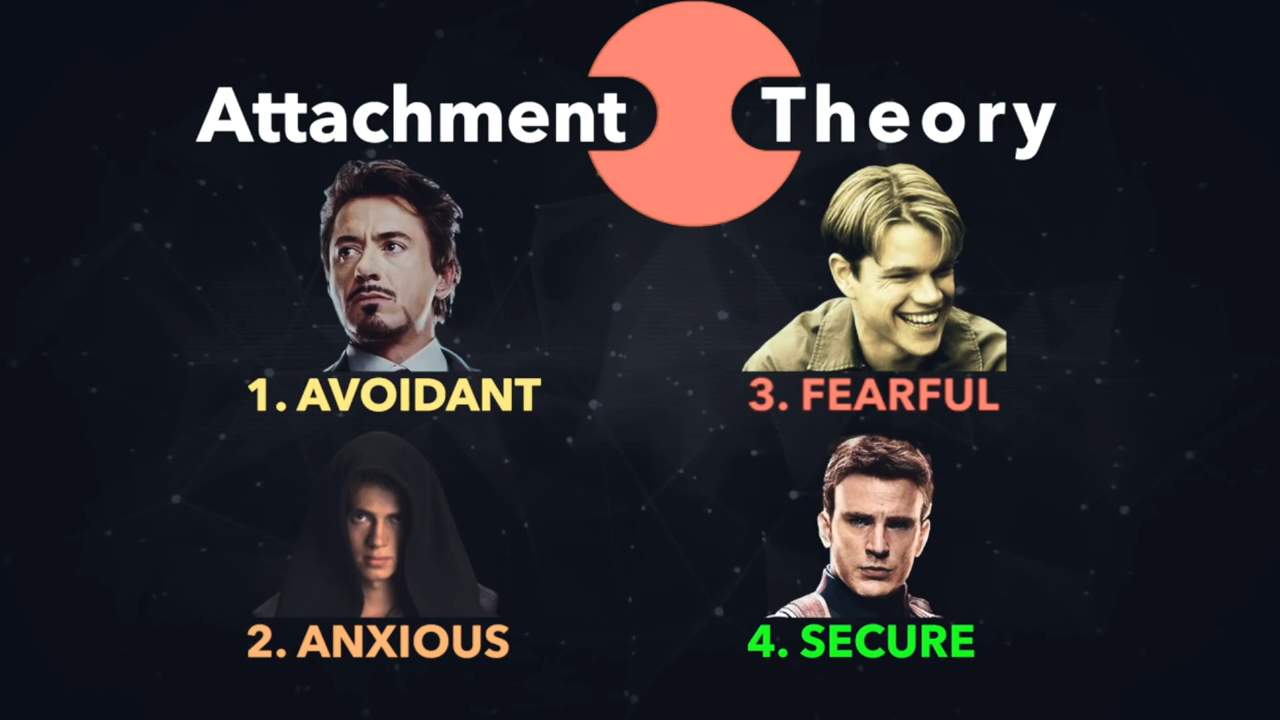 Attachment Theory
1. AVOIDANT
2. ANXIOUS
3. FEARFUL
4. SECURE